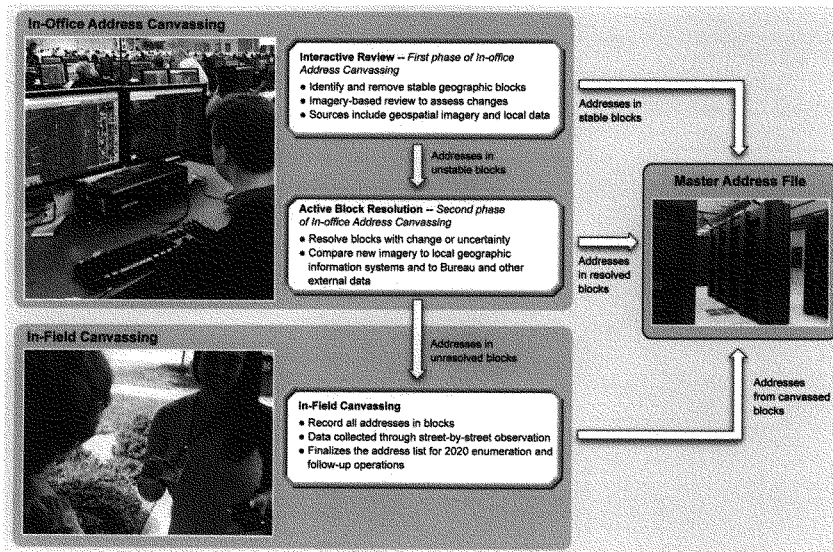 In-Office Address Canvassing
Interactive Review -- First phase of In-office
Address Canvassing
● Identify and remove stable geographic blocks
● Imagery-based review to assess changes
● Sources include geospatial imagery and local data
Addresses in
stable blocks
Addresses in
unstable blocks
Active Block Resolution -- Second phase
of In-office Address Canvassing
● Resolve blocks with change or uncertainty
● Compare new imagery to local geographic
information systems and to Bureau and other
external data
Addresses
in resolved
blocks
Master Address File
Addresses in
unresolved blocks
In-Field Canvassing
In-Field Canvassing
● Record all addresses in blocks
● Data collected through street-by-street observation
● Finalizes the address list for 2020 enumeration and
follow-up operations
Addresses
from canvassed
blocks